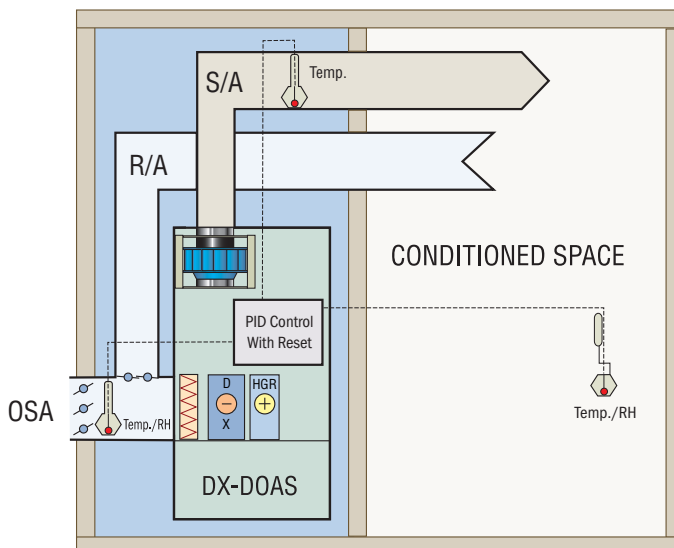 S/A
Temp.
R/A
CONDITIONED SPACE
PID Control
With Reset
OSA
Temp./RH
D
X
HGR
Temp./RH
DX-DOAS